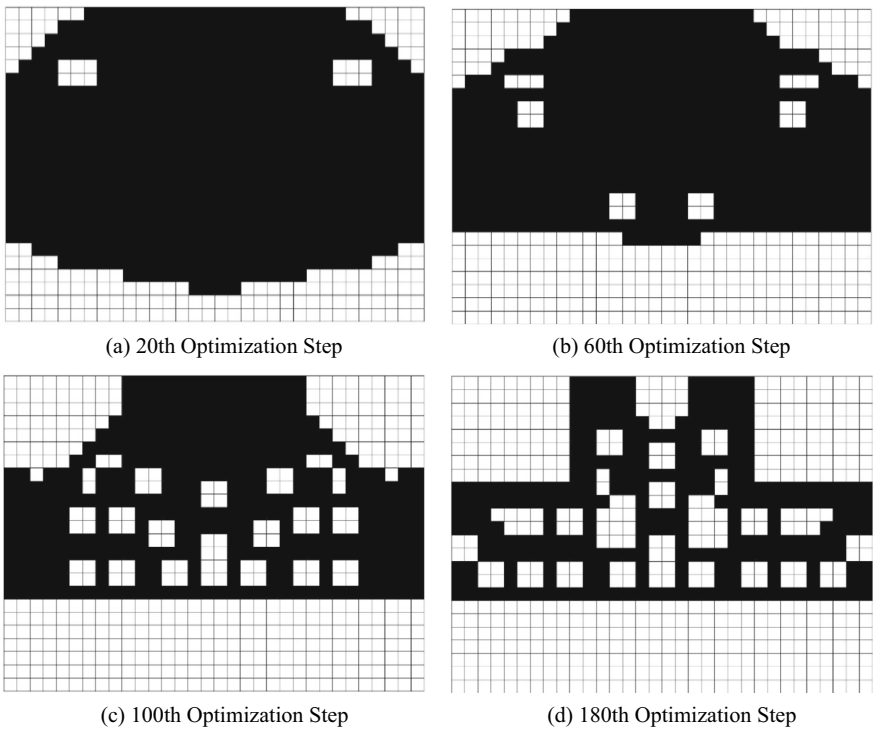 (a) 20th Optimization Step
(b) 60th Optimization Step
(c) 100th Optimization Step
(d) 180th Optimization Step